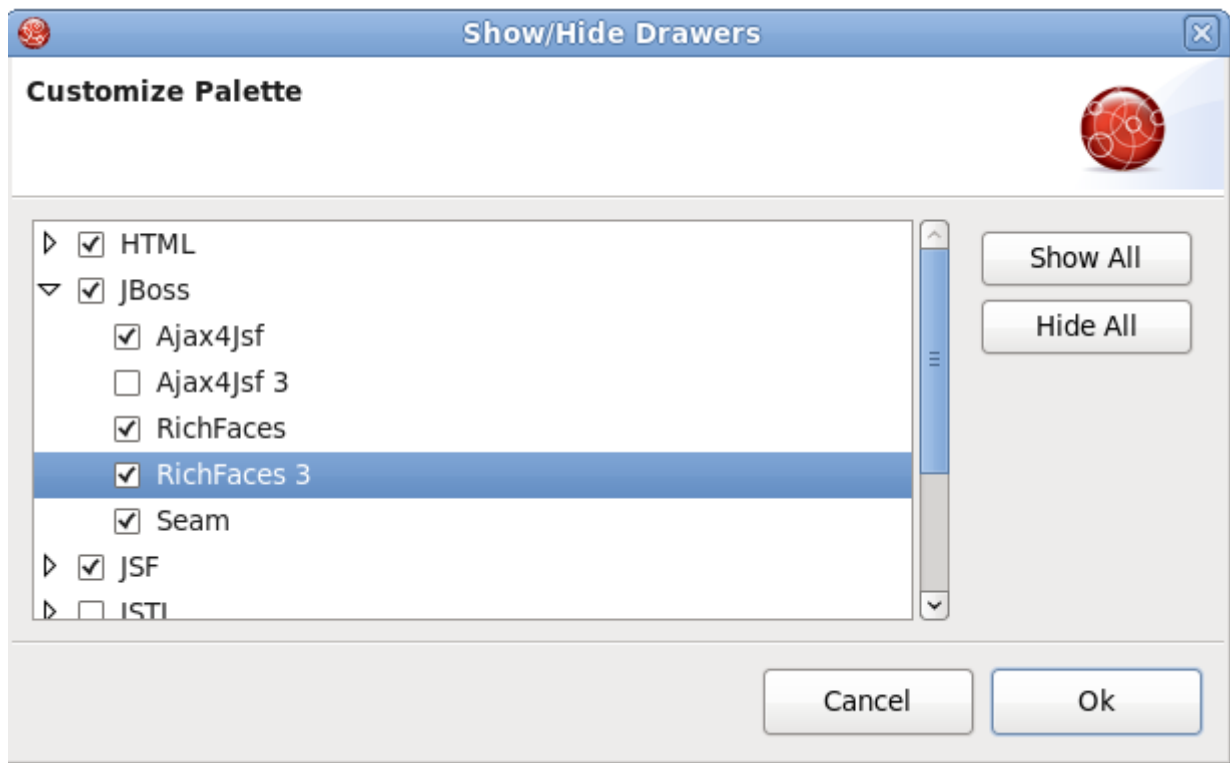 Show/Hide Drawers
Customize Palette
HTML
JBoss
Ajax4Jsf
Ajax4Jsf 3
RichFaces
RichFaces 3
Seam
JSF
JSTL
Show All
Hide All
Cancel
Ok